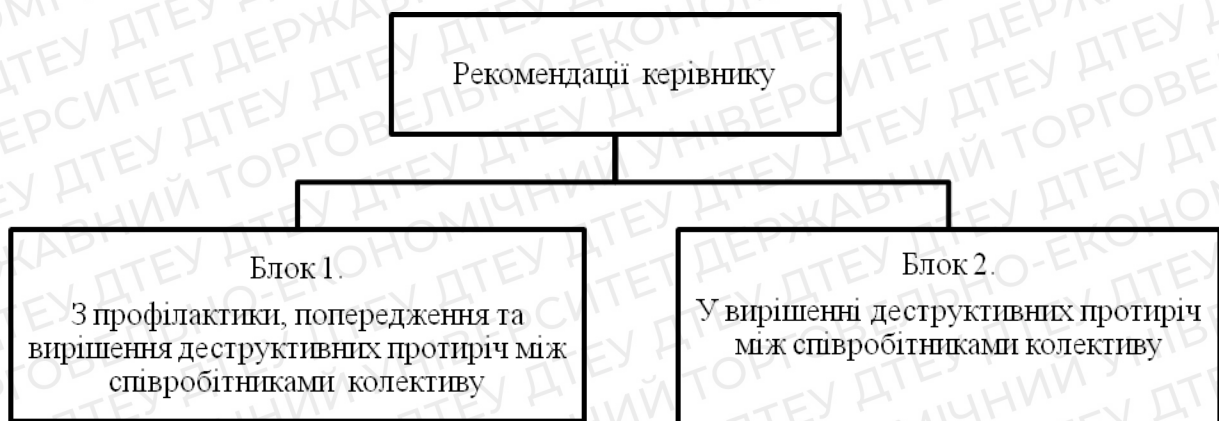 Рекомендації керівнику
Блок 1.
З профілактики, попередження та
вирішення деструктивних протиріч між
співробітниками колективу
Блок 2.
У вирішенні деструктивних протиріч
між співробітниками колективу